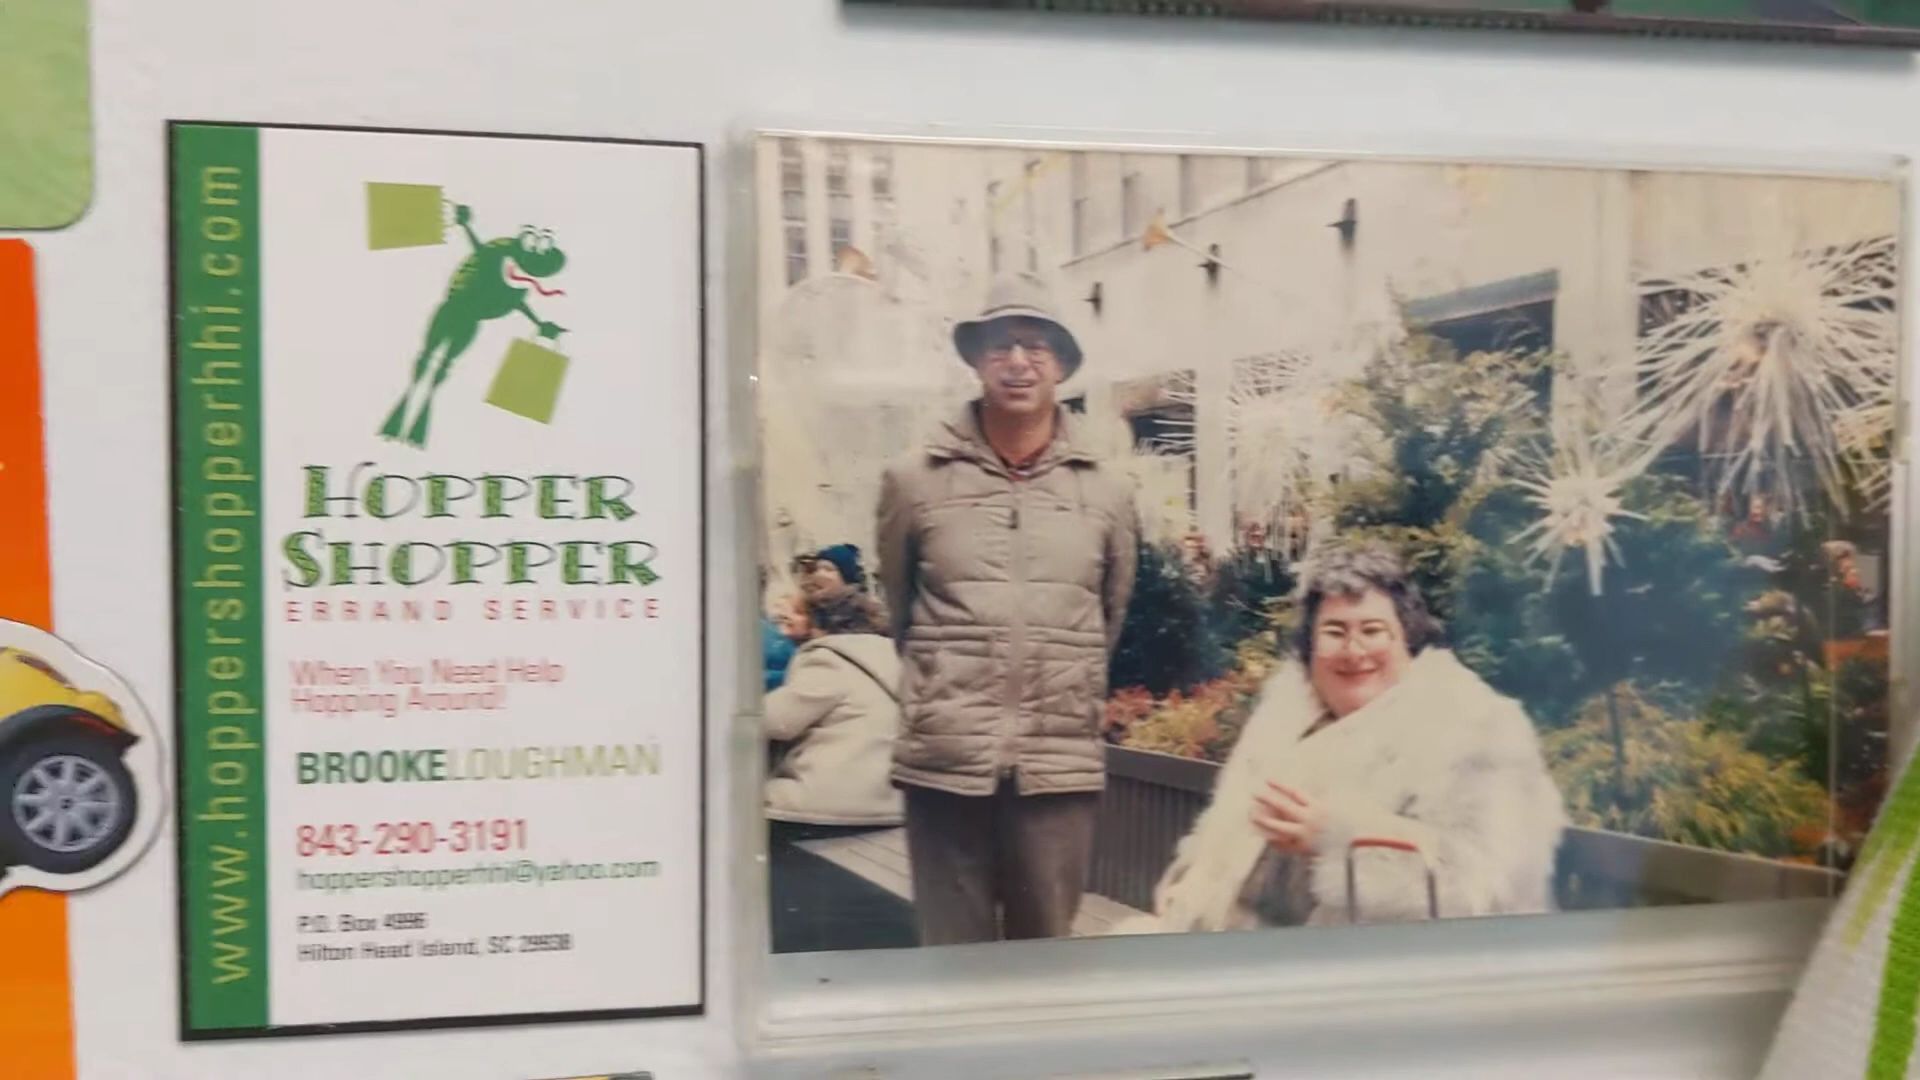 www.hoppershopperhhi.com
HOPPER
SHOPPER
ERRAND SERVICE
When You Need Help
Hopping Around!
BROOKELOUGHMAN
843-290-3191
hoppershopperhhi@yahoo.com
P.O. Box
Hilton Head Island, SC